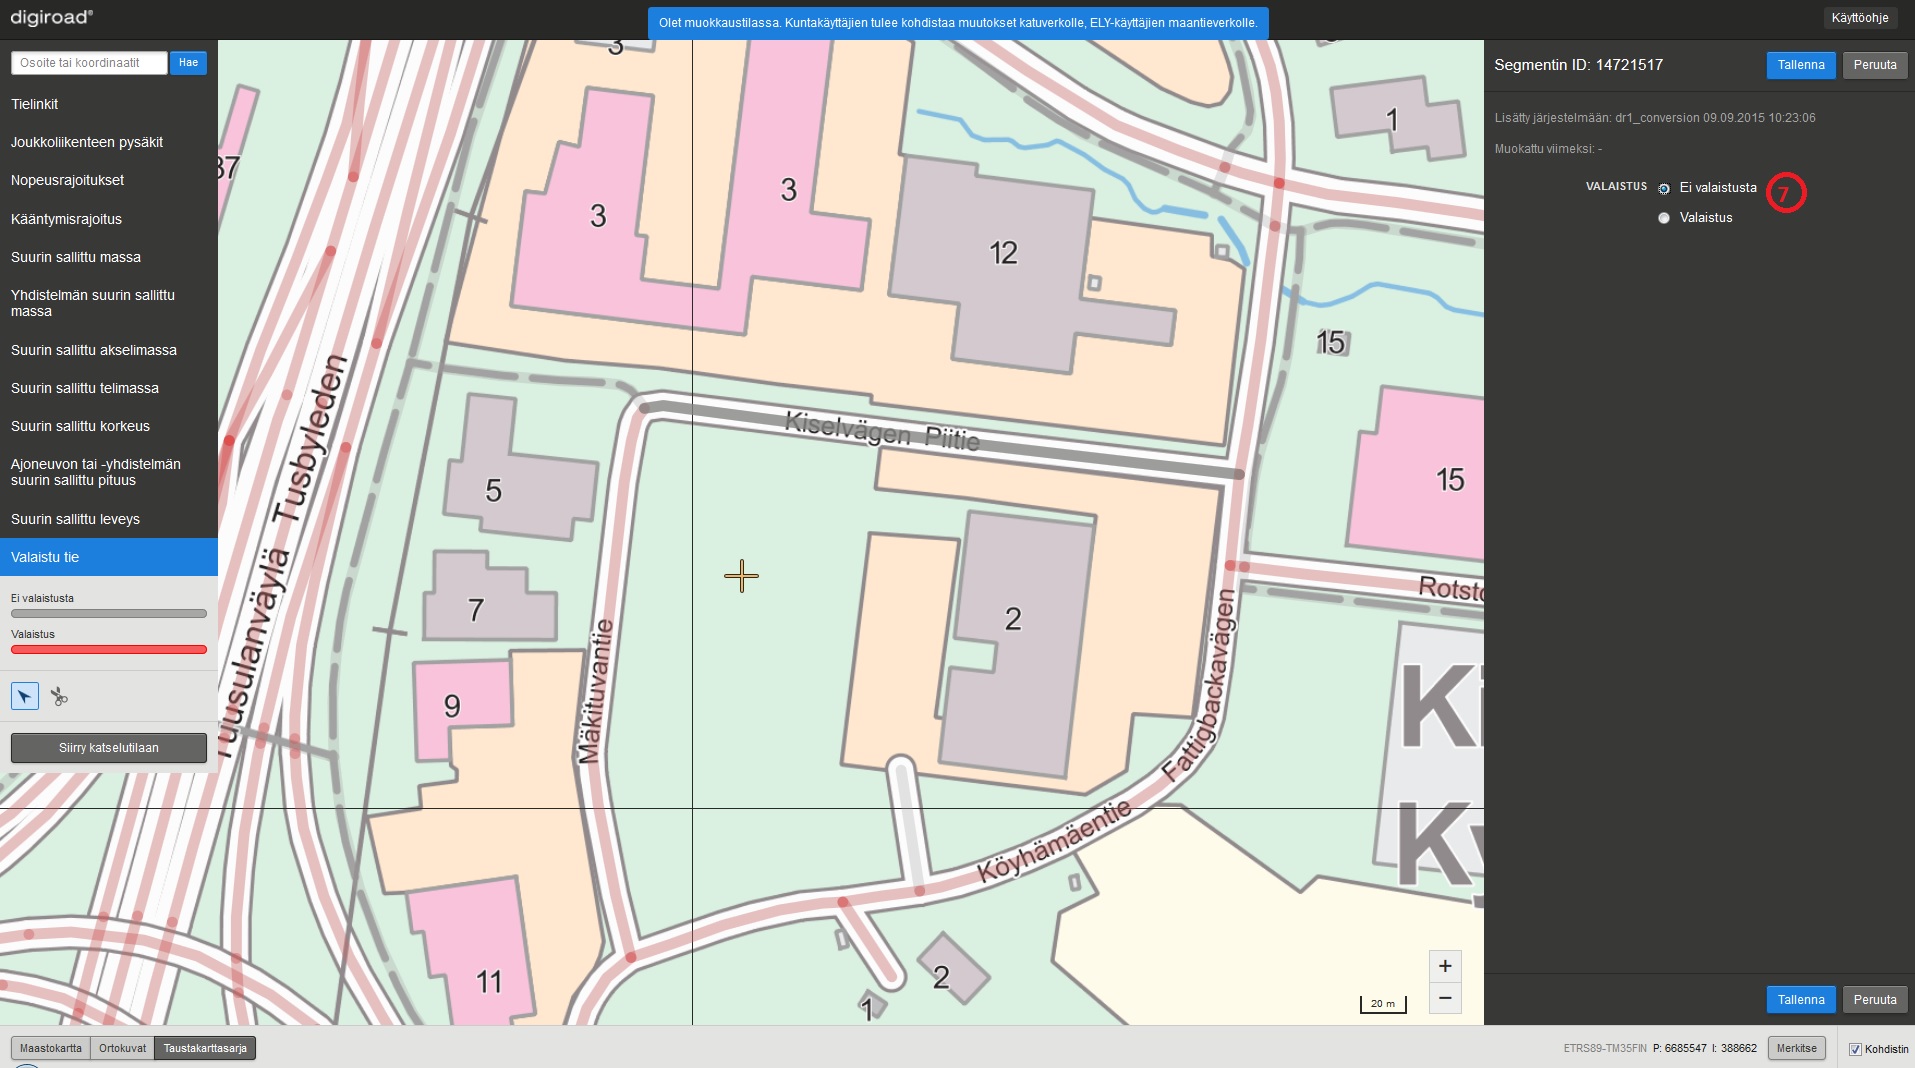 digiroad®
Olet muokkaustilassa. Kuntakäyttäjien tulee kohdistaa muutokset katuverkolle, ELY-käyttäjien maantieverkolle.
Käyttöohje
Osoite tai koordinaatit
Hae
Tielinkit
Joukkoliikenteen pysäkit
Nopeusrajoitukset
Kääntymisrajoitus
Suurin sallittu massa
Yhdistelmän suurin sallittu
massa
Suurin sallittu akselimassa
Suurin sallittu telimassa
Suurin sallittu korkeus
Ajoneuvon tai -yhdistelmän
suurin sallittu pituus
Suurin sallittu leveys
Valaistu tie
Ei valaistusta
Valaistus
Siirry katselutilaan
3
37
3
3
12
1
15
15
5
7
9
11
2
2
1
Tuusulanväylä Tusbyleden
Kiselvägen Piitie
Mäkituvantie
Fattigbackavägen
Köyhämäentie
Rotsto
Ki
Ky
+
−
20 m
Segmentin ID: 14721517
Tallenna
Peruuta
Lisätty järjestelmään: dr1_conversion 09.09.2015 10:23:06
Muokattu viimeksi: -
VALAISTUS
Ei valaistusta
7
Valaistus
Tallenna
Peruuta
Maastokartta
Ortokuvat
Taustakarttasarja
ETRS89-TM35FIN P: 6685547 I: 388662
Merkitse
Kohdistin